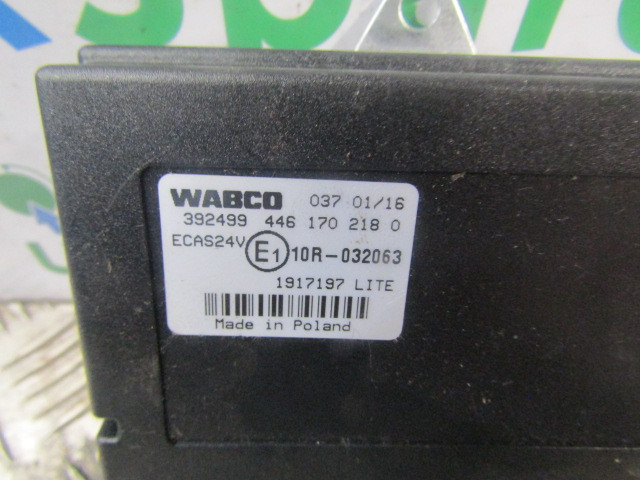 WABCO 037 01/16
392499 446 170 218 0
ECAS24V E1 10R-032063
1917197 LITE
Made in Poland